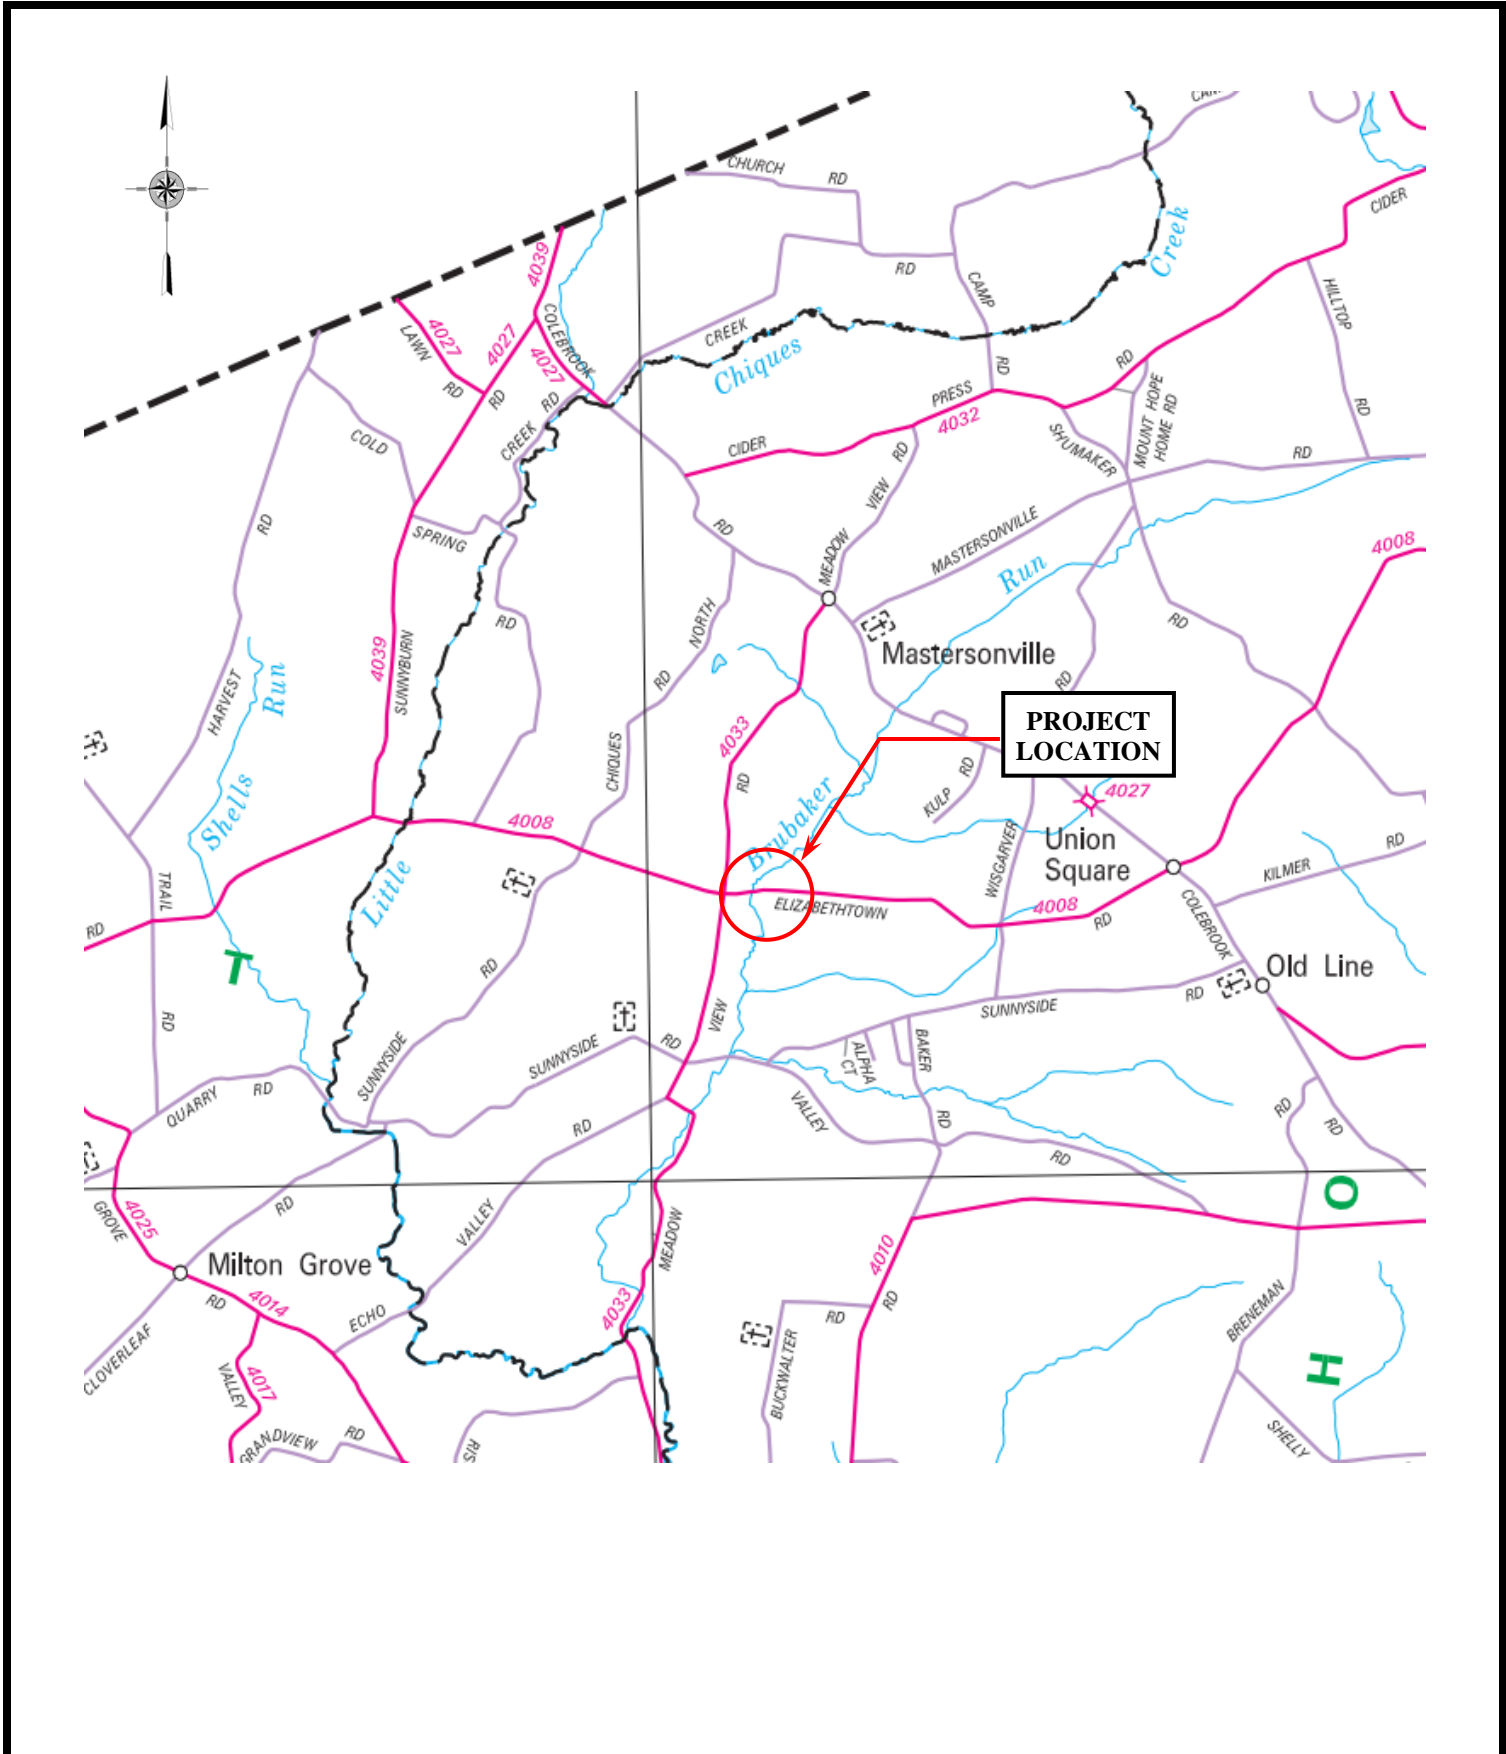 CHURCH
RD
CIDER
Creek
4039
COLEBROOK
4027
LAWN
4027
4027
RD
RD
RD
CREEK
CREEK
Chiques
CAMP
RD
RD
HILLTOP
RD
RD
PRESS
4032
CIDER
VIEW
RD
MEADOW
SHUMAKER
MOUNT HOPE
HOME RD
RD
COLD
SPRING
RD
RD
MASTERSONVILLE
Run
4008
RD
RD
NORTH
RD
CHIQUES
Mastersonville
4039
SUNNYBURN
HARVEST
Run
Shells
RD
PROJECT
LOCATION
4033
RD
RD
KULP
4027
Brubaker
WISGARVER
Union
Square
4008
KILMER
RD
ELIZABETHTOWN
4008
RD
COLEBROOK
Old Line
TRAIL
RD
RD
Little
T
RD
SUNNYSIDE
RD
SUNNYSIDE
RD
VIEW
SUNNYSIDE
RD
ALPHA
CT
BAKER
RD
VALLEY
RD
QUARRY
RD
RD
RD
RD
GROVE
4025
RD
VALLEY
MEADOW
O
Milton Grove
RD
4014
ECHO
4033
4010
RD
RD
BUCKWALTER
BRENEMAN
H
CLOVERLEAF
VALLEY
4017
GRANDVIEW
RD
RIS
SHELLY